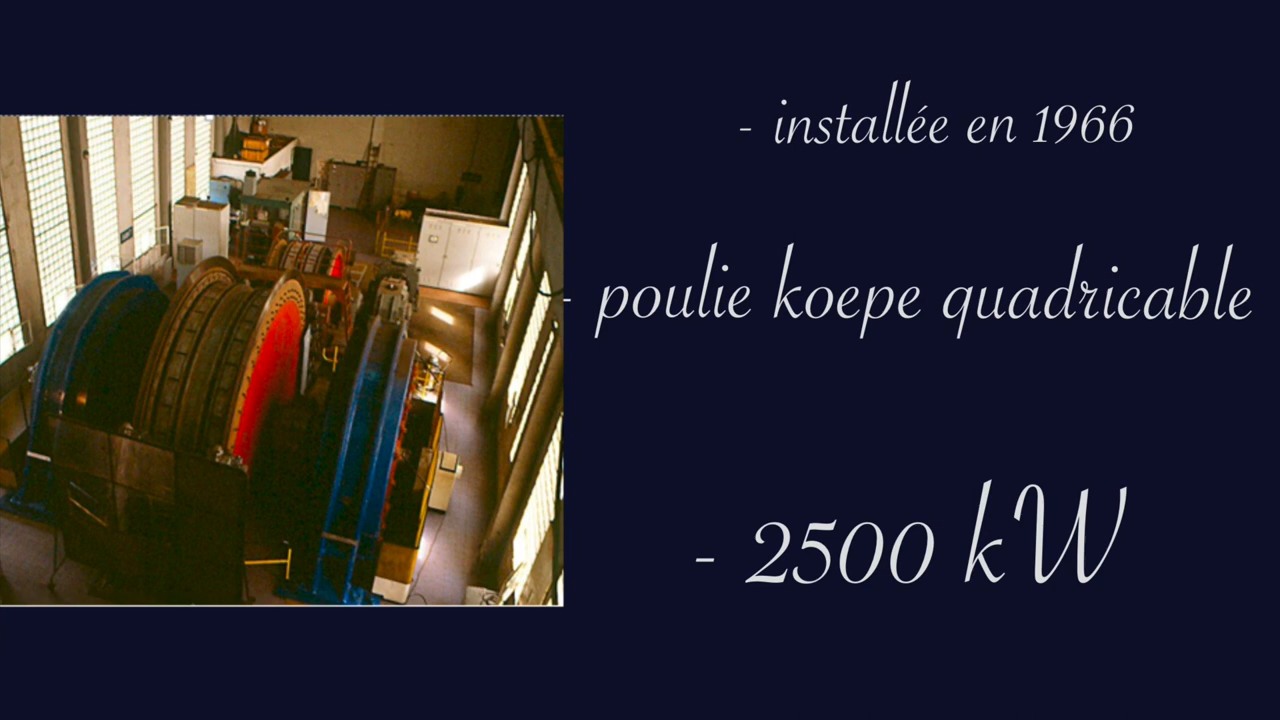 - installée en 1966
- poulie koepe quadricable
- 2500 kW